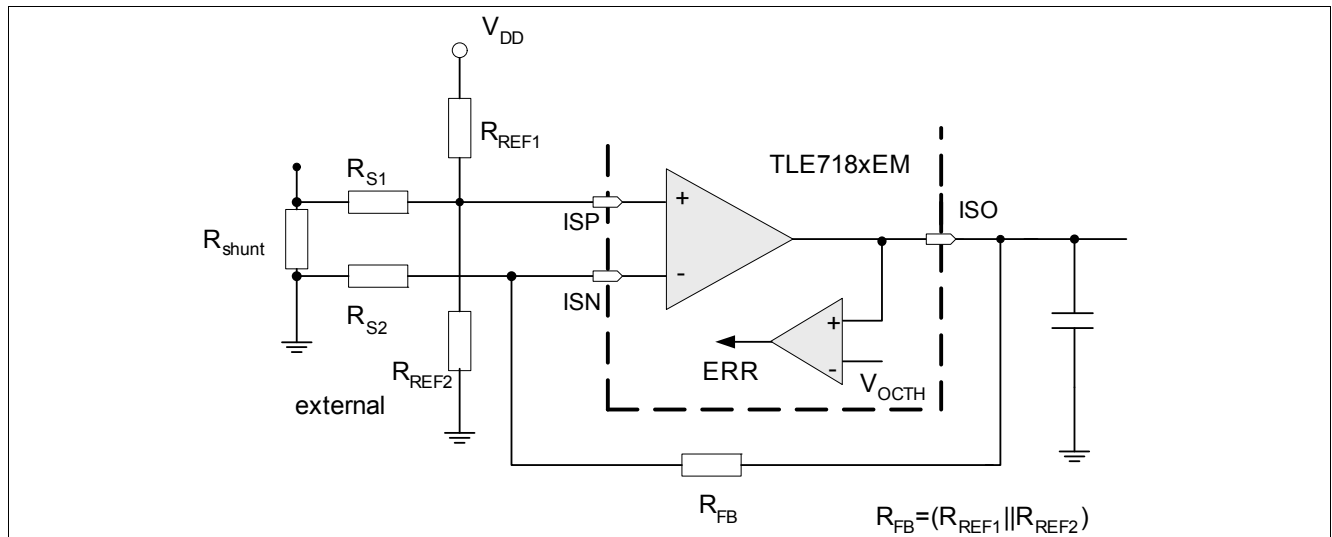 V_DD
R_REF1
TLE718xEM
R_S1
ISP
+
ISO
R_shunt
-
ISN
R_S2
+
ERR
-
V_OCTH
R_REF2
external
R_FB
R_FB=(R_REF1||R_REF2)